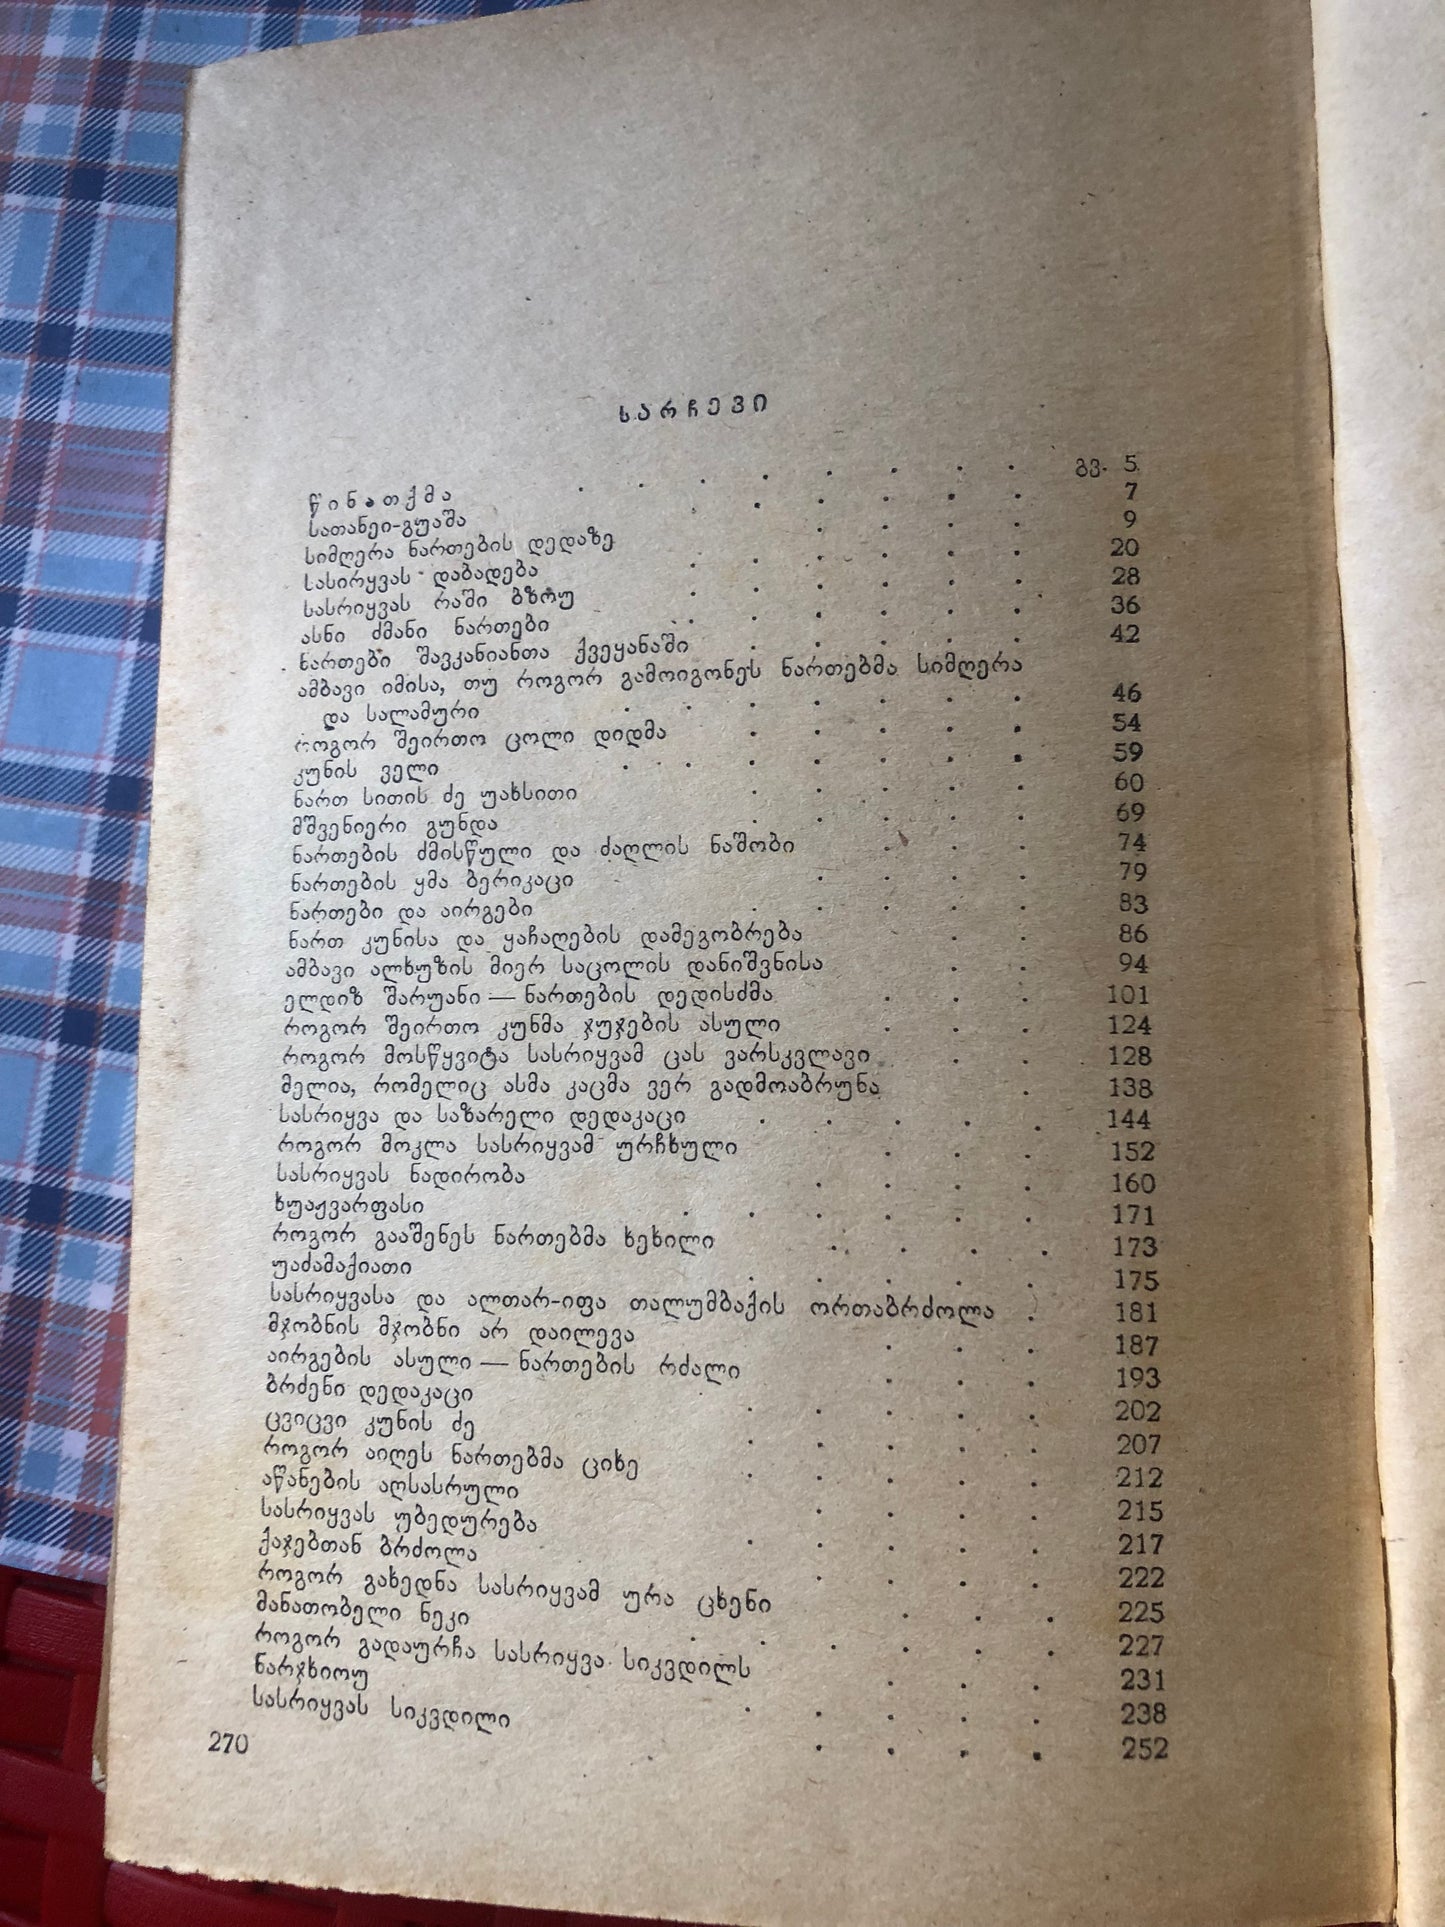 სარჩევი
წინათქმა . . . . . . . . გვ. 5
სათანეი-გუაშა . . . . . 7
სიმღერა ნართების დედაზე . . . . 9
სასირყვას დაბადება . . . . . . 20
სასრიყვას რაში ბზოუ . . . . . . 28
ასნი ძმანი ნართები . . . . . . 36
ნართები შავკანიანთა ქვეყანაში . . . . . 42
ამბავი იმისა, თუ როგორ გამოიგონეს ნართებმა სიმღერა
და სალამური . . . . . . . 46
როგორ შეირთო ცოლი დიდმა . . . . . 54
კუნის ველი . . . . . . . 59
ნართ სითის ძე უახსითი . . . . . 60
მშვენიერი გუნდა . . . . . 69
ნართების ძმისწული და ძაღლის ნაშობი . . . 74
ნართების ყმა ბერიკაცი . . . . 79
ნართები და აირგები . . . . . 83
ნართ კუნისა და ყაჩაღების დამეგობრება . . 86
ამბავი ალხუზის მიერ საცოლის დანიშვნისა . . 94
ელდიზ შარუანი — ნართების დედისძმა . . . 101
როგორ შეირთო კუნმა ჯუჯების ასული . . . 124
როგორ მოსწყვიტა სასრიყვამ ცას ვარსკვლავი . . 128
მელია, რომელიც ასმა კაცმა ვერ გადმოაბრუნა . 138
სასრიყვა და საზარელი დედაკაცი . . . . . 144
როგორ მოკლა სასრიყვამ ურჩხული . . . 152
სასრიყვას ნადირობა . . . . 160
ხუაჟვარფასი . . . . . . 171
როგორ გააშენეს ნართებმა ხეხილი . . . . 173
უაძამაქიათი . . . . . 175
სასრიყვასა და ალთარ-იფა თალუმბაქის ორთაბრძოლა . 181
მჯობნის მჯობნი არ დაილევა . . . 187
აირგების ასული — ნართების რძალი . . . 193
ბრძენი დედაკაცი . . . . . 202
ცვიცვი კუნის ძე . . . . . 207
როგორ აიღეს ნართებმა ციხე . . . . . 212
აწანების აღსასრული . . . . 215
სასრიყვას უბედურება . . . . . 217
ქაჯებთან ბრძოლა . . . . 222
როგორ გახედნა სასრიყვამ ურა ცხენი . . . 225
მანათობელი ნეკი . . . . . . 227
როგორ გადაურჩა სასრიყვა სიკვდილს . . . 231
ნარჯხიოუ . . . . . 238
სასრიყვას სიკვდილი . . . . 252
270